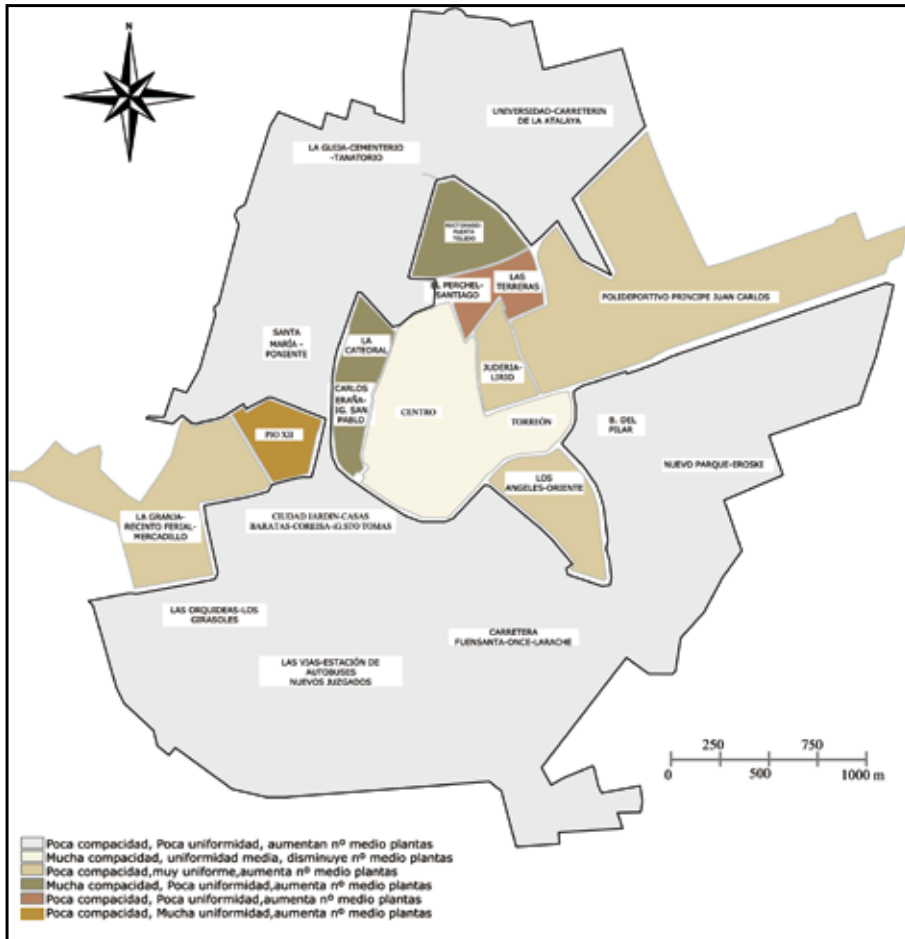 N
UNIVERSIDAD-CARRETERIN
DE LA ATALAYA
LA GUIJA-CEMENTERIO
-TANATORIO
RECTORADO-
PUERTA
TOLEDO
EL PERCHEL-
SANTIAGO
LAS
TERRERAS
POLIDEPORTIVO PRINCIPE JUAN CARLOS
SANTA
MARÍA -
PONIENTE
LA
CATEDRAL
JUDERIA-
LIRIO
CARLOS
ERAÑA-
IG. SAN
PABLO
CENTRO
TORREÓN
B. DEL
PILAR
PIO XII
NUEVO PARQUE-EROSKI
LOS
ANGELES-ORIENTE
LA GRANJA-
RECINTO FERIAL-
MERCADILLO
CIUDAD JARDIN-CASAS
BARATAS-COREISA-iG.STO TOMAS
LAS ORQUIDEAS-LOS
GIRASOLES
CARRETERA
FUENSANTA-ONCE-LARACHE
LAS VIAS-ESTACIÓN DE
AUTOBUSES
NUEVOS JUZGADOS
250 750
0 500 1000 m
Poca compacidad, Poca uniformidad, aumentan nº medio plantas
Mucha compacidad, uniformidad media, disminuye nº medio plantas
Poca compacidad,muy uniforme,aumenta nº medio plantas
Mucha compacidad, Poca uniformidad,aumenta nº medio plantas
Poca compacidad, Poca uniformidad,aumenta nº medio plantas
Poca compacidad, Mucha uniformidad,aumenta nº medio plantas